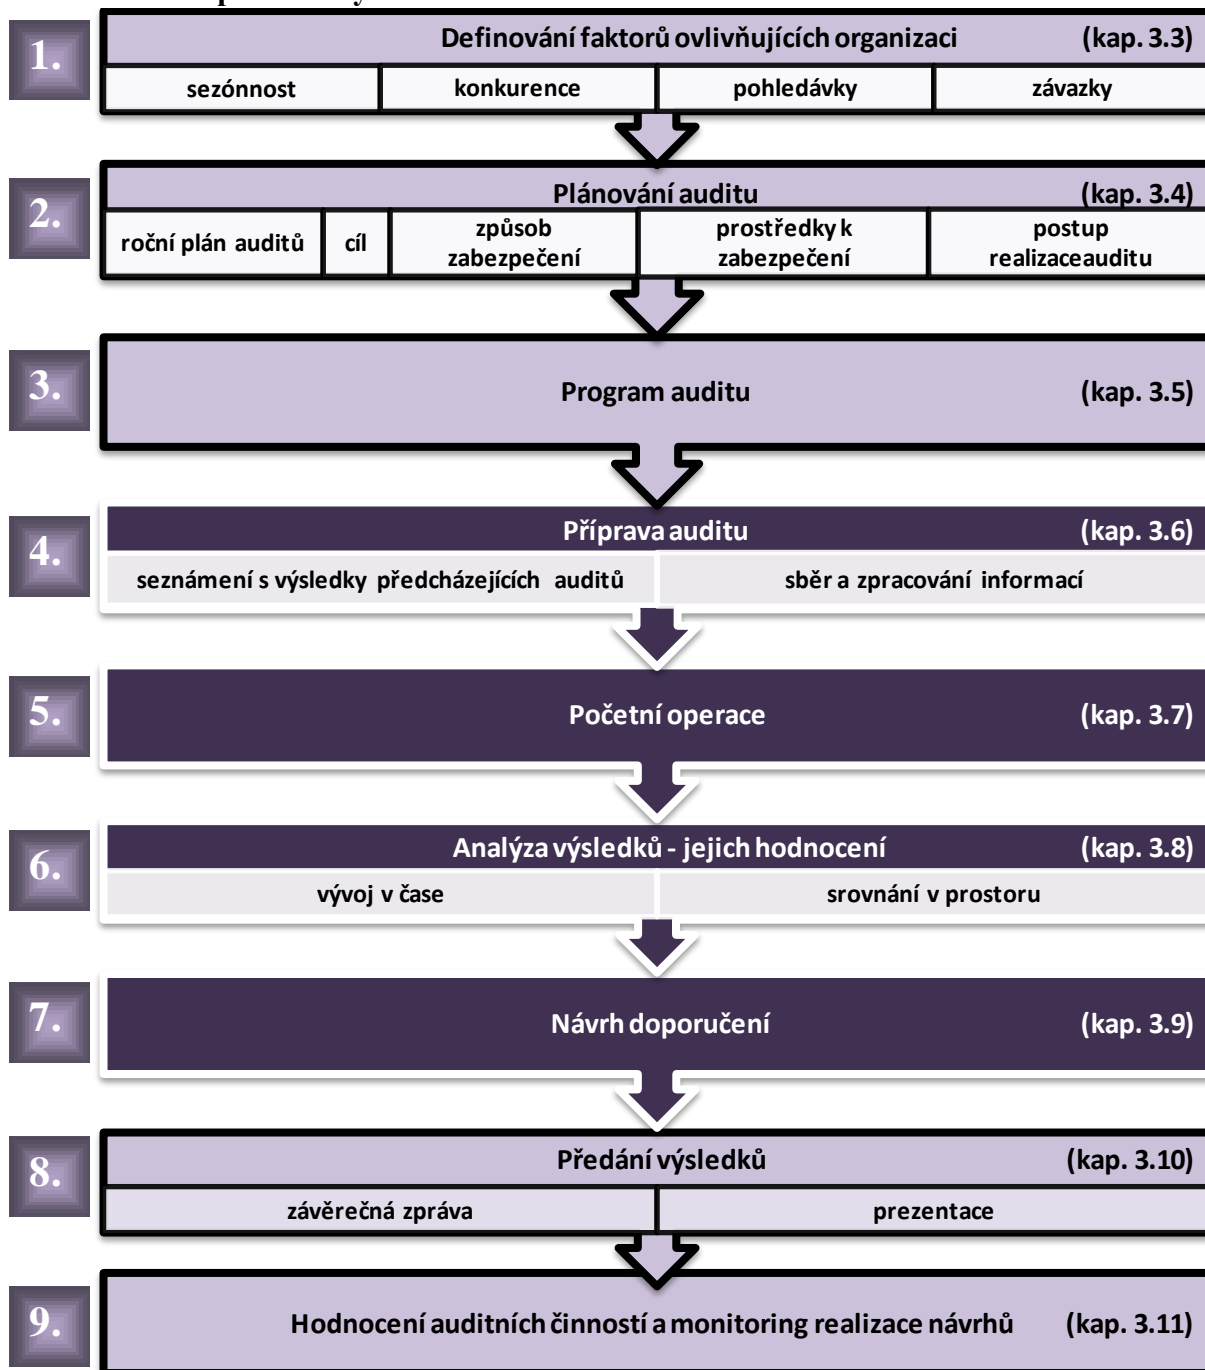 1.
Definování faktorů ovlivňujících organizaci (kap. 3.3)
sezónnost konkurence pohledávky závazky
2.
Plánování auditu (kap. 3.4)
roční plán auditů cíl způsob zabezpečení prostředky k zabezpečení postup realizaceauditu
3.
Program auditu (kap. 3.5)
4.
Příprava auditu (kap. 3.6)
seznámení s výsledky předcházejících auditů sběr a zpracování informací
5.
Početní operace (kap. 3.7)
6.
Analýza výsledků - jejich hodnocení (kap. 3.8)
vývoj v čase srovnání v prostoru
7.
Návrh doporučení (kap. 3.9)
8.
Předání výsledků (kap. 3.10)
závěrečná zpráva prezentace
9.
Hodnocení auditních činností a monitoring realizace návrhů (kap. 3.11)